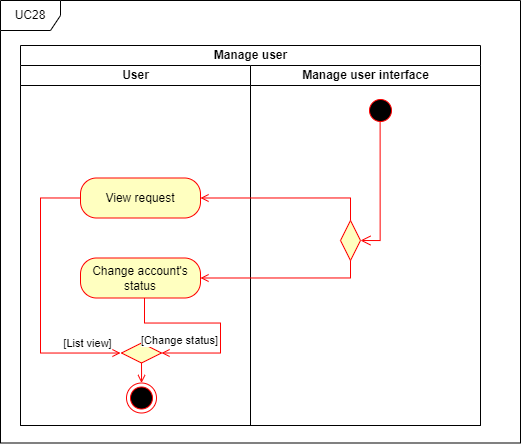 UC28
Manage user
User
Manage user interface
View request
Change account's
status
[List view]
[Change status]